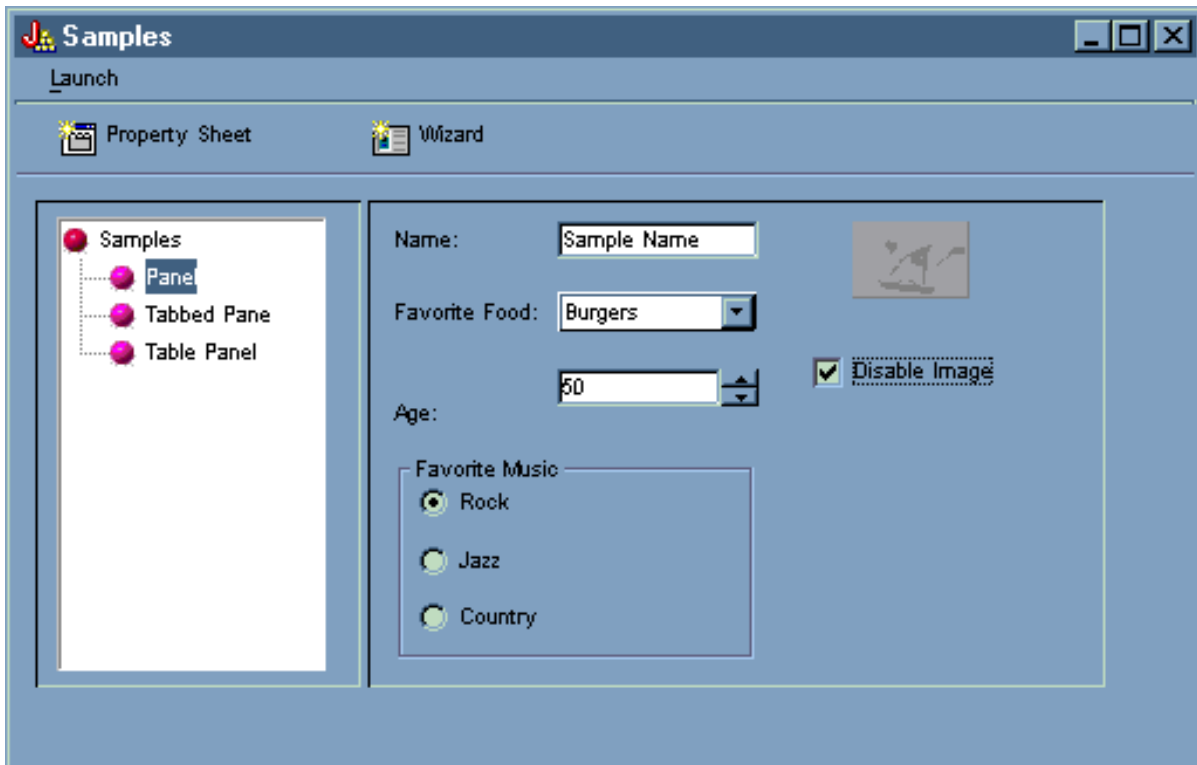 Samples
Launch
Property Sheet
Wizard
Samples
Panel
Tabbed Pane
Table Panel
Name:
Sample Name
Favorite Food:
Burgers
Disable Image
50
Age:
Favorite Music
Rock
Jazz
Country